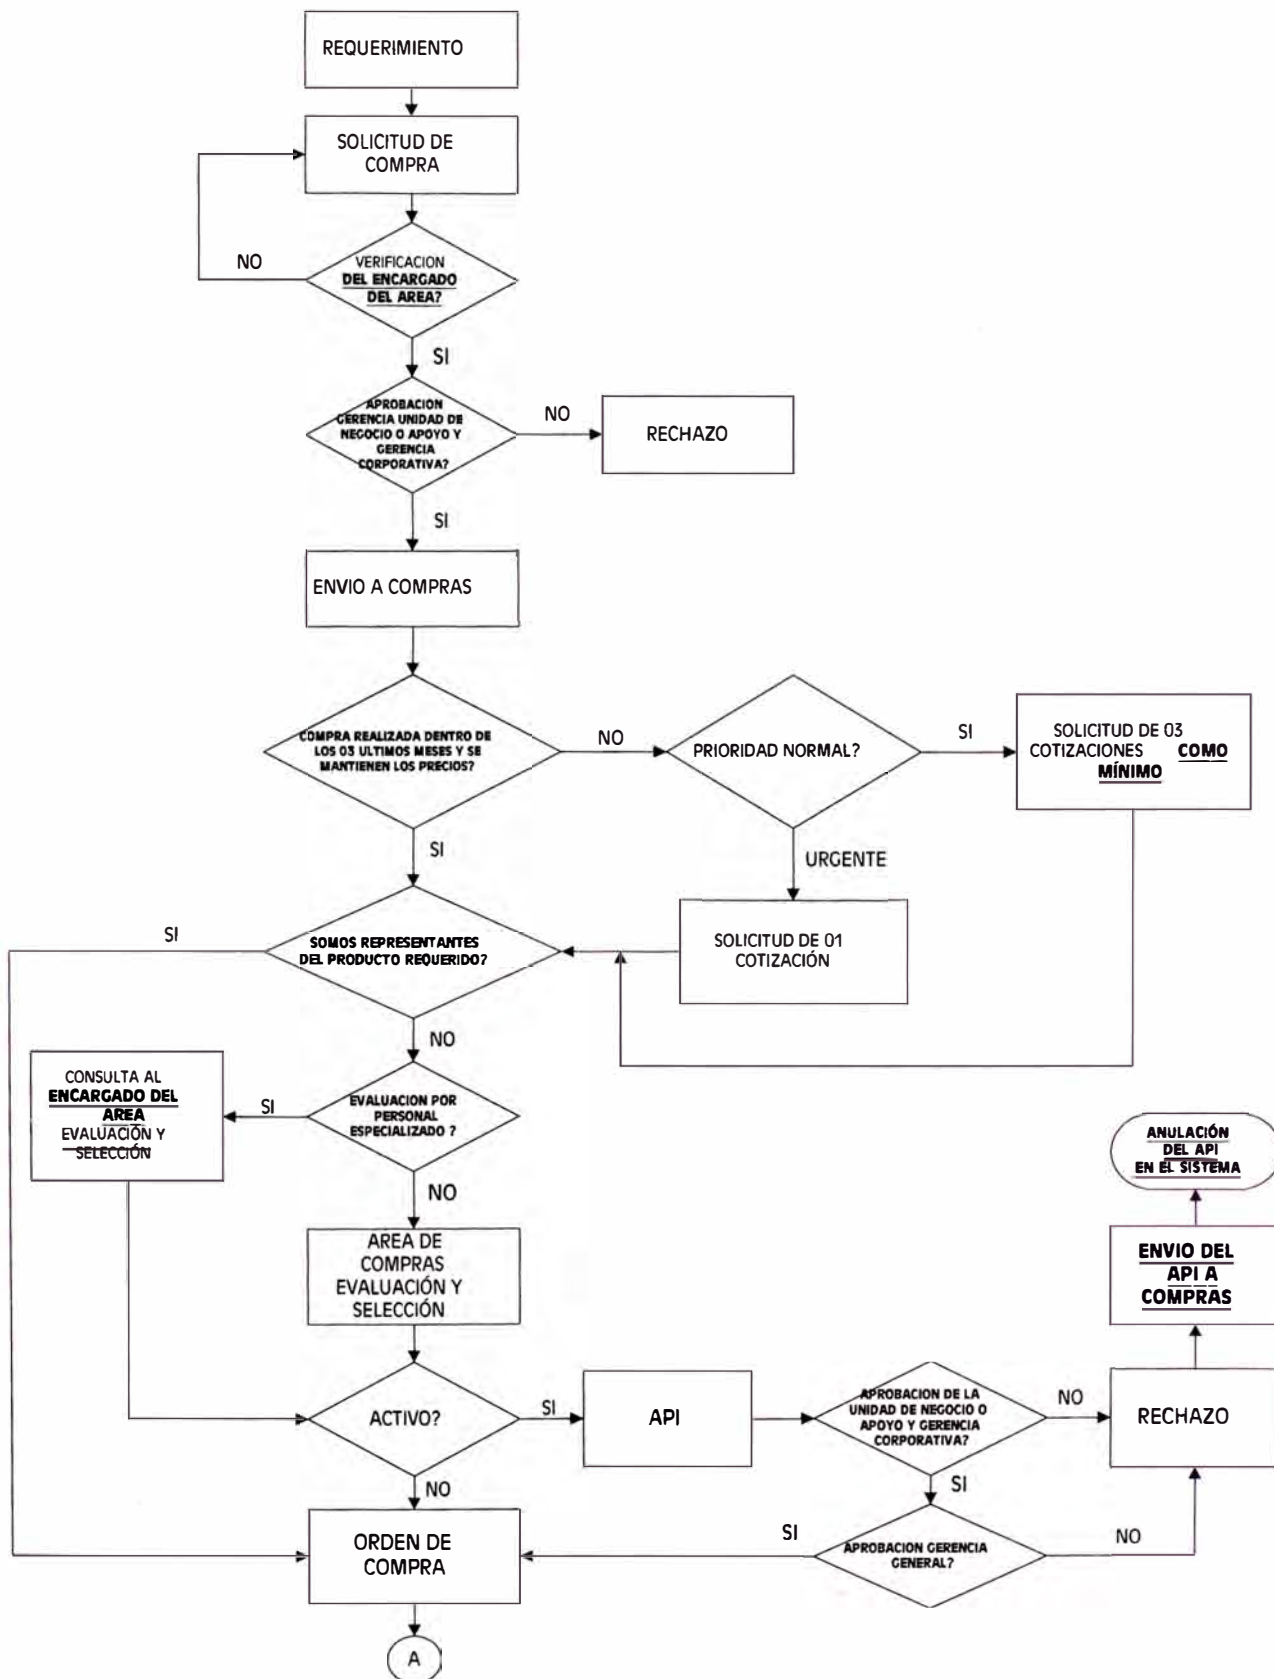 REQUERIMIENTO
SOLICITUD DE
COMPRA
NO
VERIFICACION
DEL ENCARGADO
DEL AREA?
SI
APROBACION
GERENCIA UNIDAD DE
NEGOCIO O APOYO Y
GERENCIA
CORPORATIVA?
NO
RECHAZO
SI
ENVIO A COMPRAS
COMPRA REALIZADA DENTRO DE
LOS 03 ULTIMOS MESES Y SE
MANTIENEN LOS PRECIOS?
NO
PRIORIDAD NORMAL?
SI
SOLICITUD DE 03
COTIZACIONES COMO
MÍNIMO
SI
URGENTE
SI
SOMOS REPRESENTANTES
DEL PRODUCTO REQUERIDO?
SOLICITUD DE 01
COTIZACIÓN
NO
CONSULTA AL
ENCARGADO DEL
AREA
EVALUACIÓN Y
SELECCIÓN
SI
EVALUACION POR
PERSONAL
ESPECIALIZADO ?
ANULACIÓN
DEL API
EN EL SISTEMA
NO
AREA DE
COMPRAS
EVALUACIÓN Y
SELECCIÓN
ENVIO DEL
API A
COMPRAS
ACTIVO?
SI
API
APROBACION DE LA
UNIDAD DE NEGOCIO O
APOYO Y GERENCIA
CORPORATIVA?
NO
RECHAZO
NO
SI
ORDEN DE
COMPRA
SI
APROBACION GERENCIA
GENERAL?
NO
A